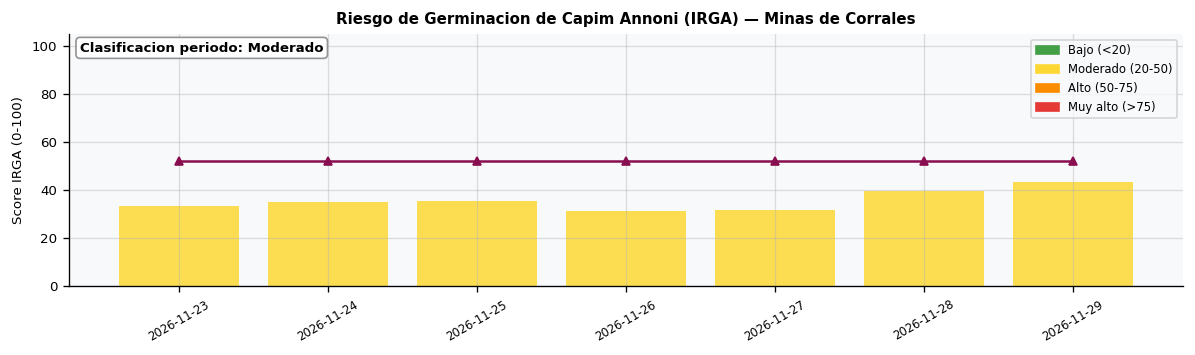 Riesgo de Germinacion de Capim Annoni (IRGA) — Minas de Corrales
Clasificacion periodo: Moderado
Bajo (<20)
Moderado (20-50)
Alto (50-75)
Muy alto (>75)
Score IRGA (0-100)
100
80
60
40
20
0
2026-11-23
2026-11-24
2026-11-25
2026-11-26
2026-11-27
2026-11-28
2026-11-29